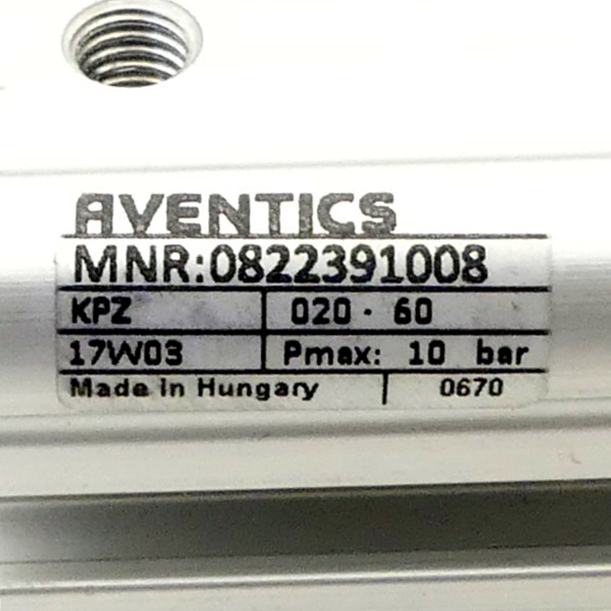 AVENTICS
MNR:0822391008
KPZ 020 - 60
17W03 Pmax: 10 bar
Made in Hungary 0670